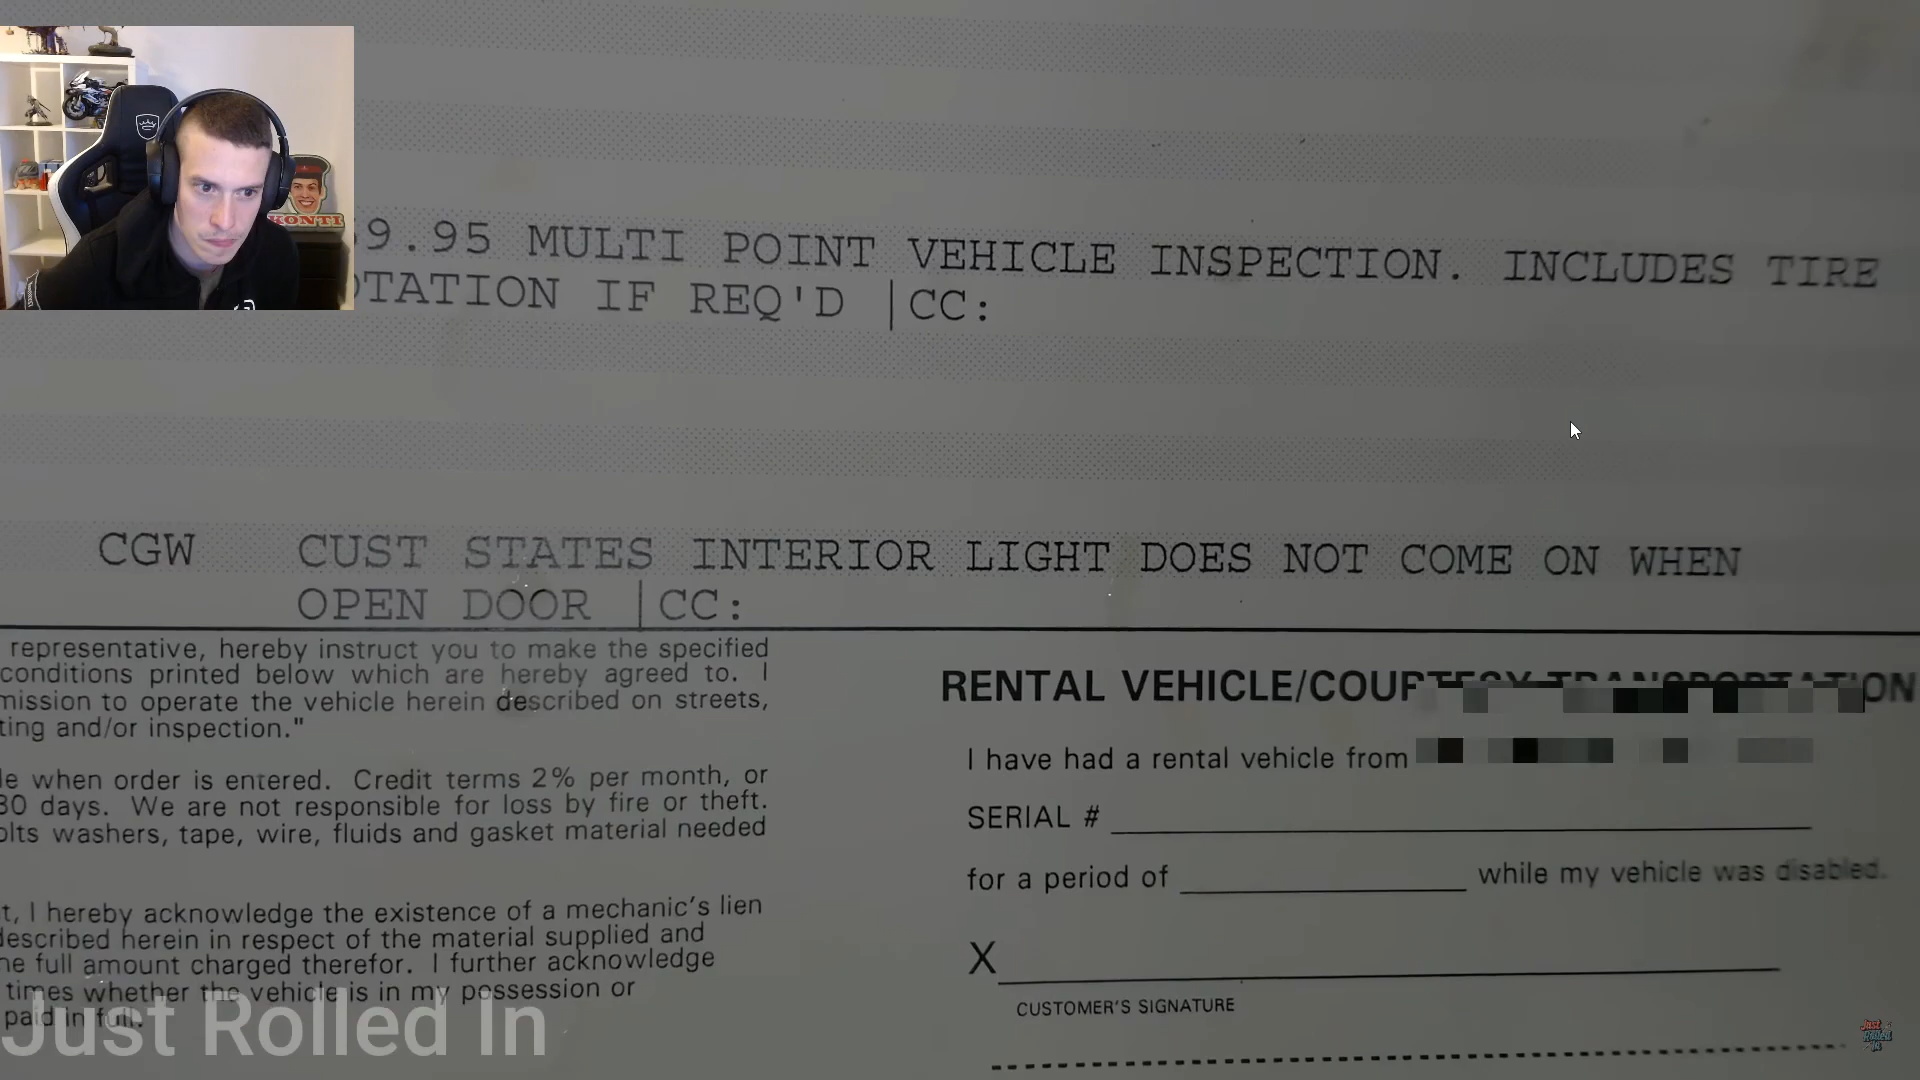 9.95 MULTI POINT VEHICLE INSPECTION. INCLUDES TIRE
TATION IF REQ'D |CC:
CGW CUST STATES INTERIOR LIGHT DOES NOT COME ON WHEN
OPEN DOOR |CC:
representative, hereby instruct you to make the specified
conditions printed below which are hereby agreed to. I
mission to operate the vehicle herein described on streets,
ting and/or inspection."
le when order is entered. Credit terms 2% per month, or
30 days. We are not responsible for loss by fire or theft.
olts washers, tape, wire, fluids and gasket material needed
t, I hereby acknowledge the existence of a mechanic's lien
described herein in respect of the material supplied and
he full amount charged therefor. I further acknowledge
times whether the vehicle is in my possession or
paid in full.
RENTAL VEHICLE/COURTESY TRANSPORTATION
I have had a rental vehicle from
SERIAL #
for a period of while my vehicle was disabled.
X
CUSTOMER'S SIGNATURE
Just Rolled In
KONTI
Just Rolled In